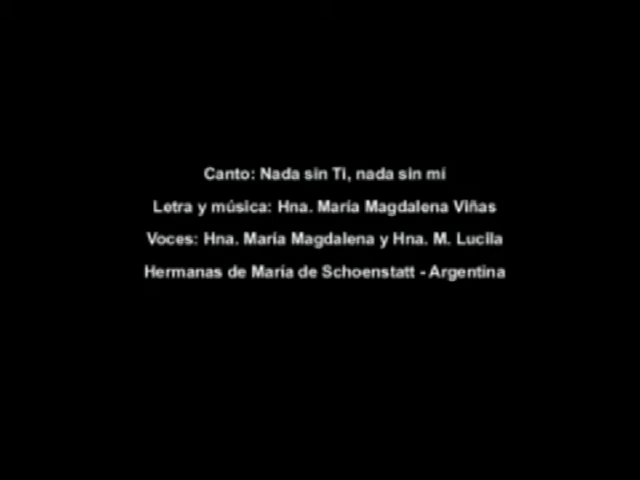 Canto: Nada sin Ti, nada sin mí
Letra y música: Hna. María Magdalena Viñas
Voces: Hna. María Magdalena y Hna. M. Lucila
Hermanas de María de Schoenstatt - Argentina